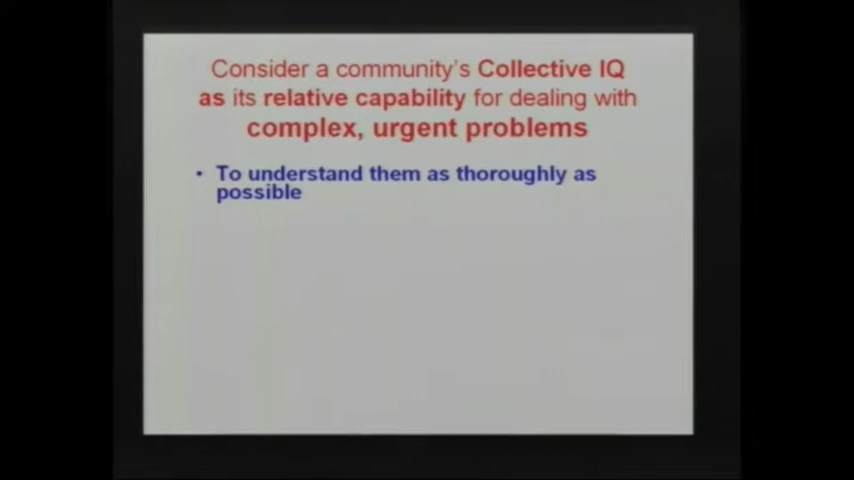 Consider a community's Collective IQ
as its relative capability for dealing with
complex, urgent problems
• To understand them as thoroughly as
possible